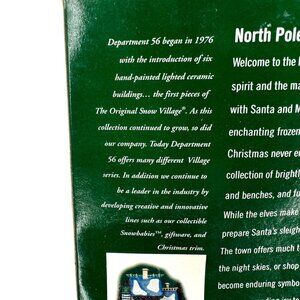 Department 56 began in 1976
with the introduction of six
hand-painted lighted ceramic
buildings... the first pieces of
The Original Snow Village®. As this
collection continued to grow, so did
our company. Today Department
56 offers many different Village
series. In addition we continue to
be a leader in the industry by
developing creative and innovative
lines such as our collectible
Snowbabies™, giftware, and
Christmas trim.
North Pole
Welcome to the
spirit and the ma
with Santa and M
enchanting frozen
Christmas never e
collection of brightl
and benches, and fu
While the elves make
prepare Santa's sleigh
The town offers much t
the night skies, or shop
become enduring symbo